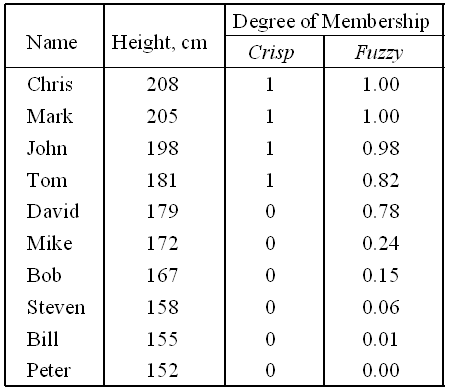 Degree of Membership
Name Height, cm Crisp Fuzzy
Chris 208 1 1.00
Mark 205 1 1.00
John 198 1 0.98
Tom 181 1 0.82
David 179 0 0.78
Mike 172 0 0.24
Bob 167 0 0.15
Steven 158 0 0.06
Bill 155 0 0.01
Peter 152 0 0.00